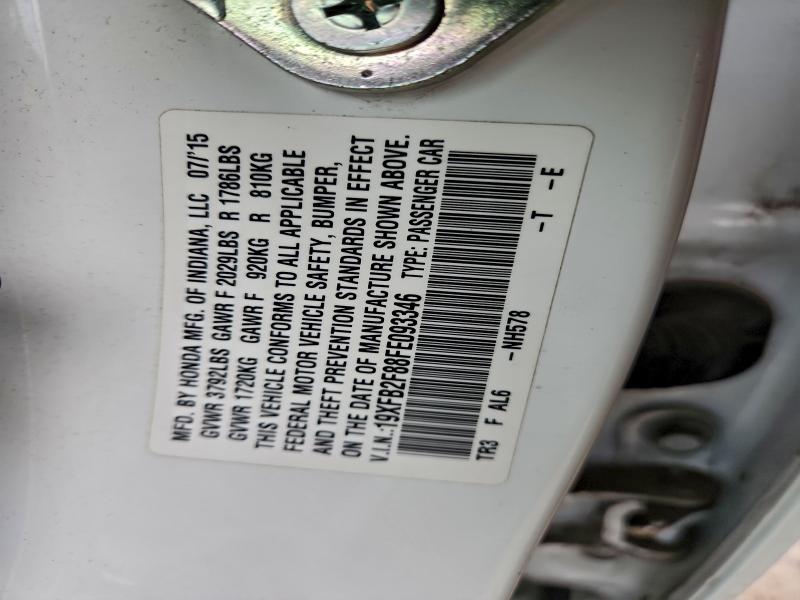 MFD. BY HONDA MFG. OF INDIANA, LLC 07/'15
GVWR 3792LBS GAWR F 2029LBS R 1786LBS
GVWR 1720KG GAWR F 920KG R 810KG
THIS VEHICLE CONFORMS TO ALL APPLICABLE
FEDERAL MOTOR VEHICLE SAFETY, BUMPER,
AND THEFT PREVENTION STANDARDS IN EFFECT
ON THE DATE OF MANUFACTURE SHOWN ABOVE.
V.I.N.:19XFB2F88FE093346 TYPE: PASSENGER CAR
TR3 F AL6 -NH578 -T -E